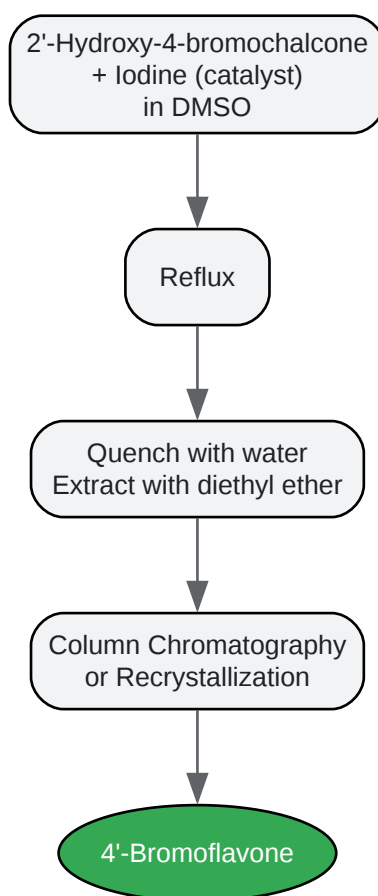 2'-Hydroxy-4-bromochalcone
+ Iodine (catalyst)
in DMSO
Reflux
Quench with water
Extract with diethyl ether
Column Chromatography
or Recrystallization
4'-Bromoflavone